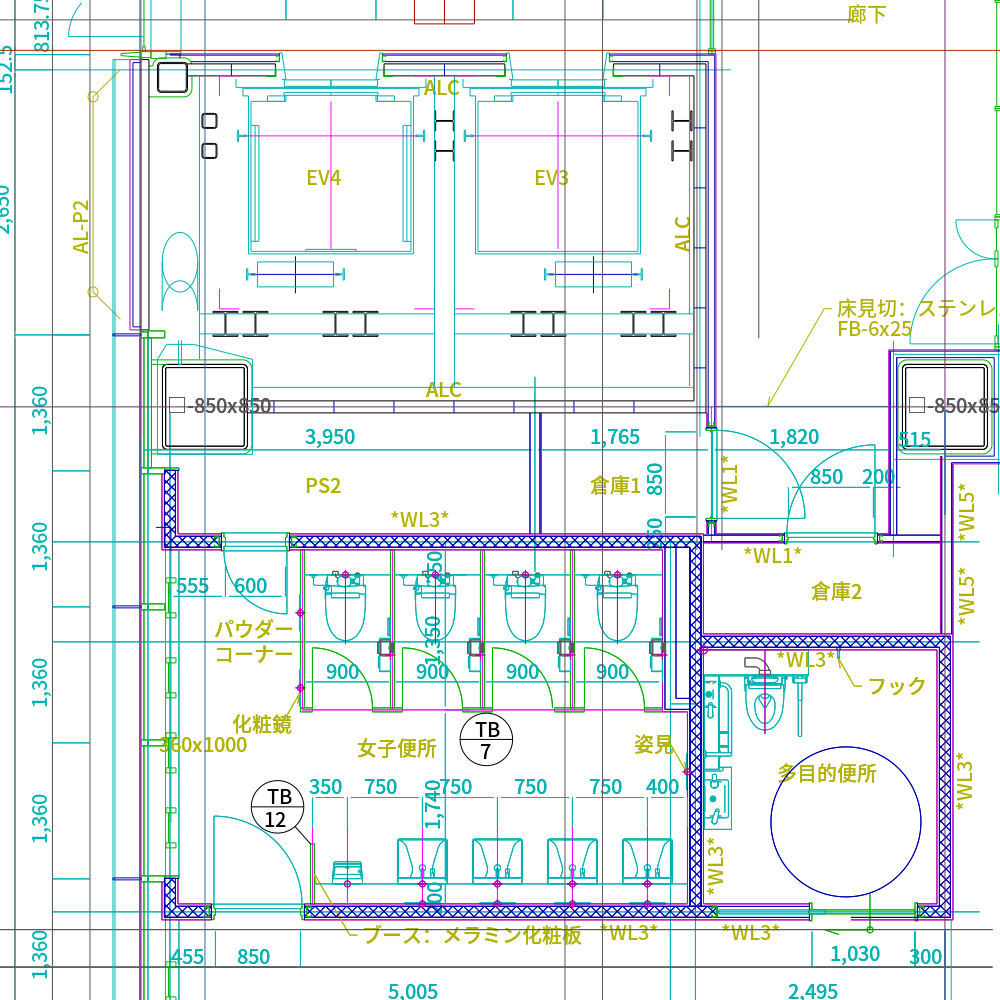 813.75
廊下
152.5
2,650
AL-P2
ALC
EV4
EV3
ALC
床見切：ステンレ
FB-6x25
ALC
-850x850
-850x85
1,360
3,950
1,765
1,820
515
PS2
倉庫1
850
*WL1*
850
200
*WL5*
*WL3*
1,360
*WL1*
555
600
倉庫2
*WL5*
パウダー
コーナー
1,350
900
900
900
900
*WL3*
フック
1,360
化粧鏡
360x1000
女子便所
TB
7
姿見
多目的便所
*WL3*
350
750
750
750
750
400
TB
12
1,740
1,360
*WL3*
ブース：メラミン化粧板
*WL3*
*WL3*
1,360
455
850
1,030
300
5,005
2,495